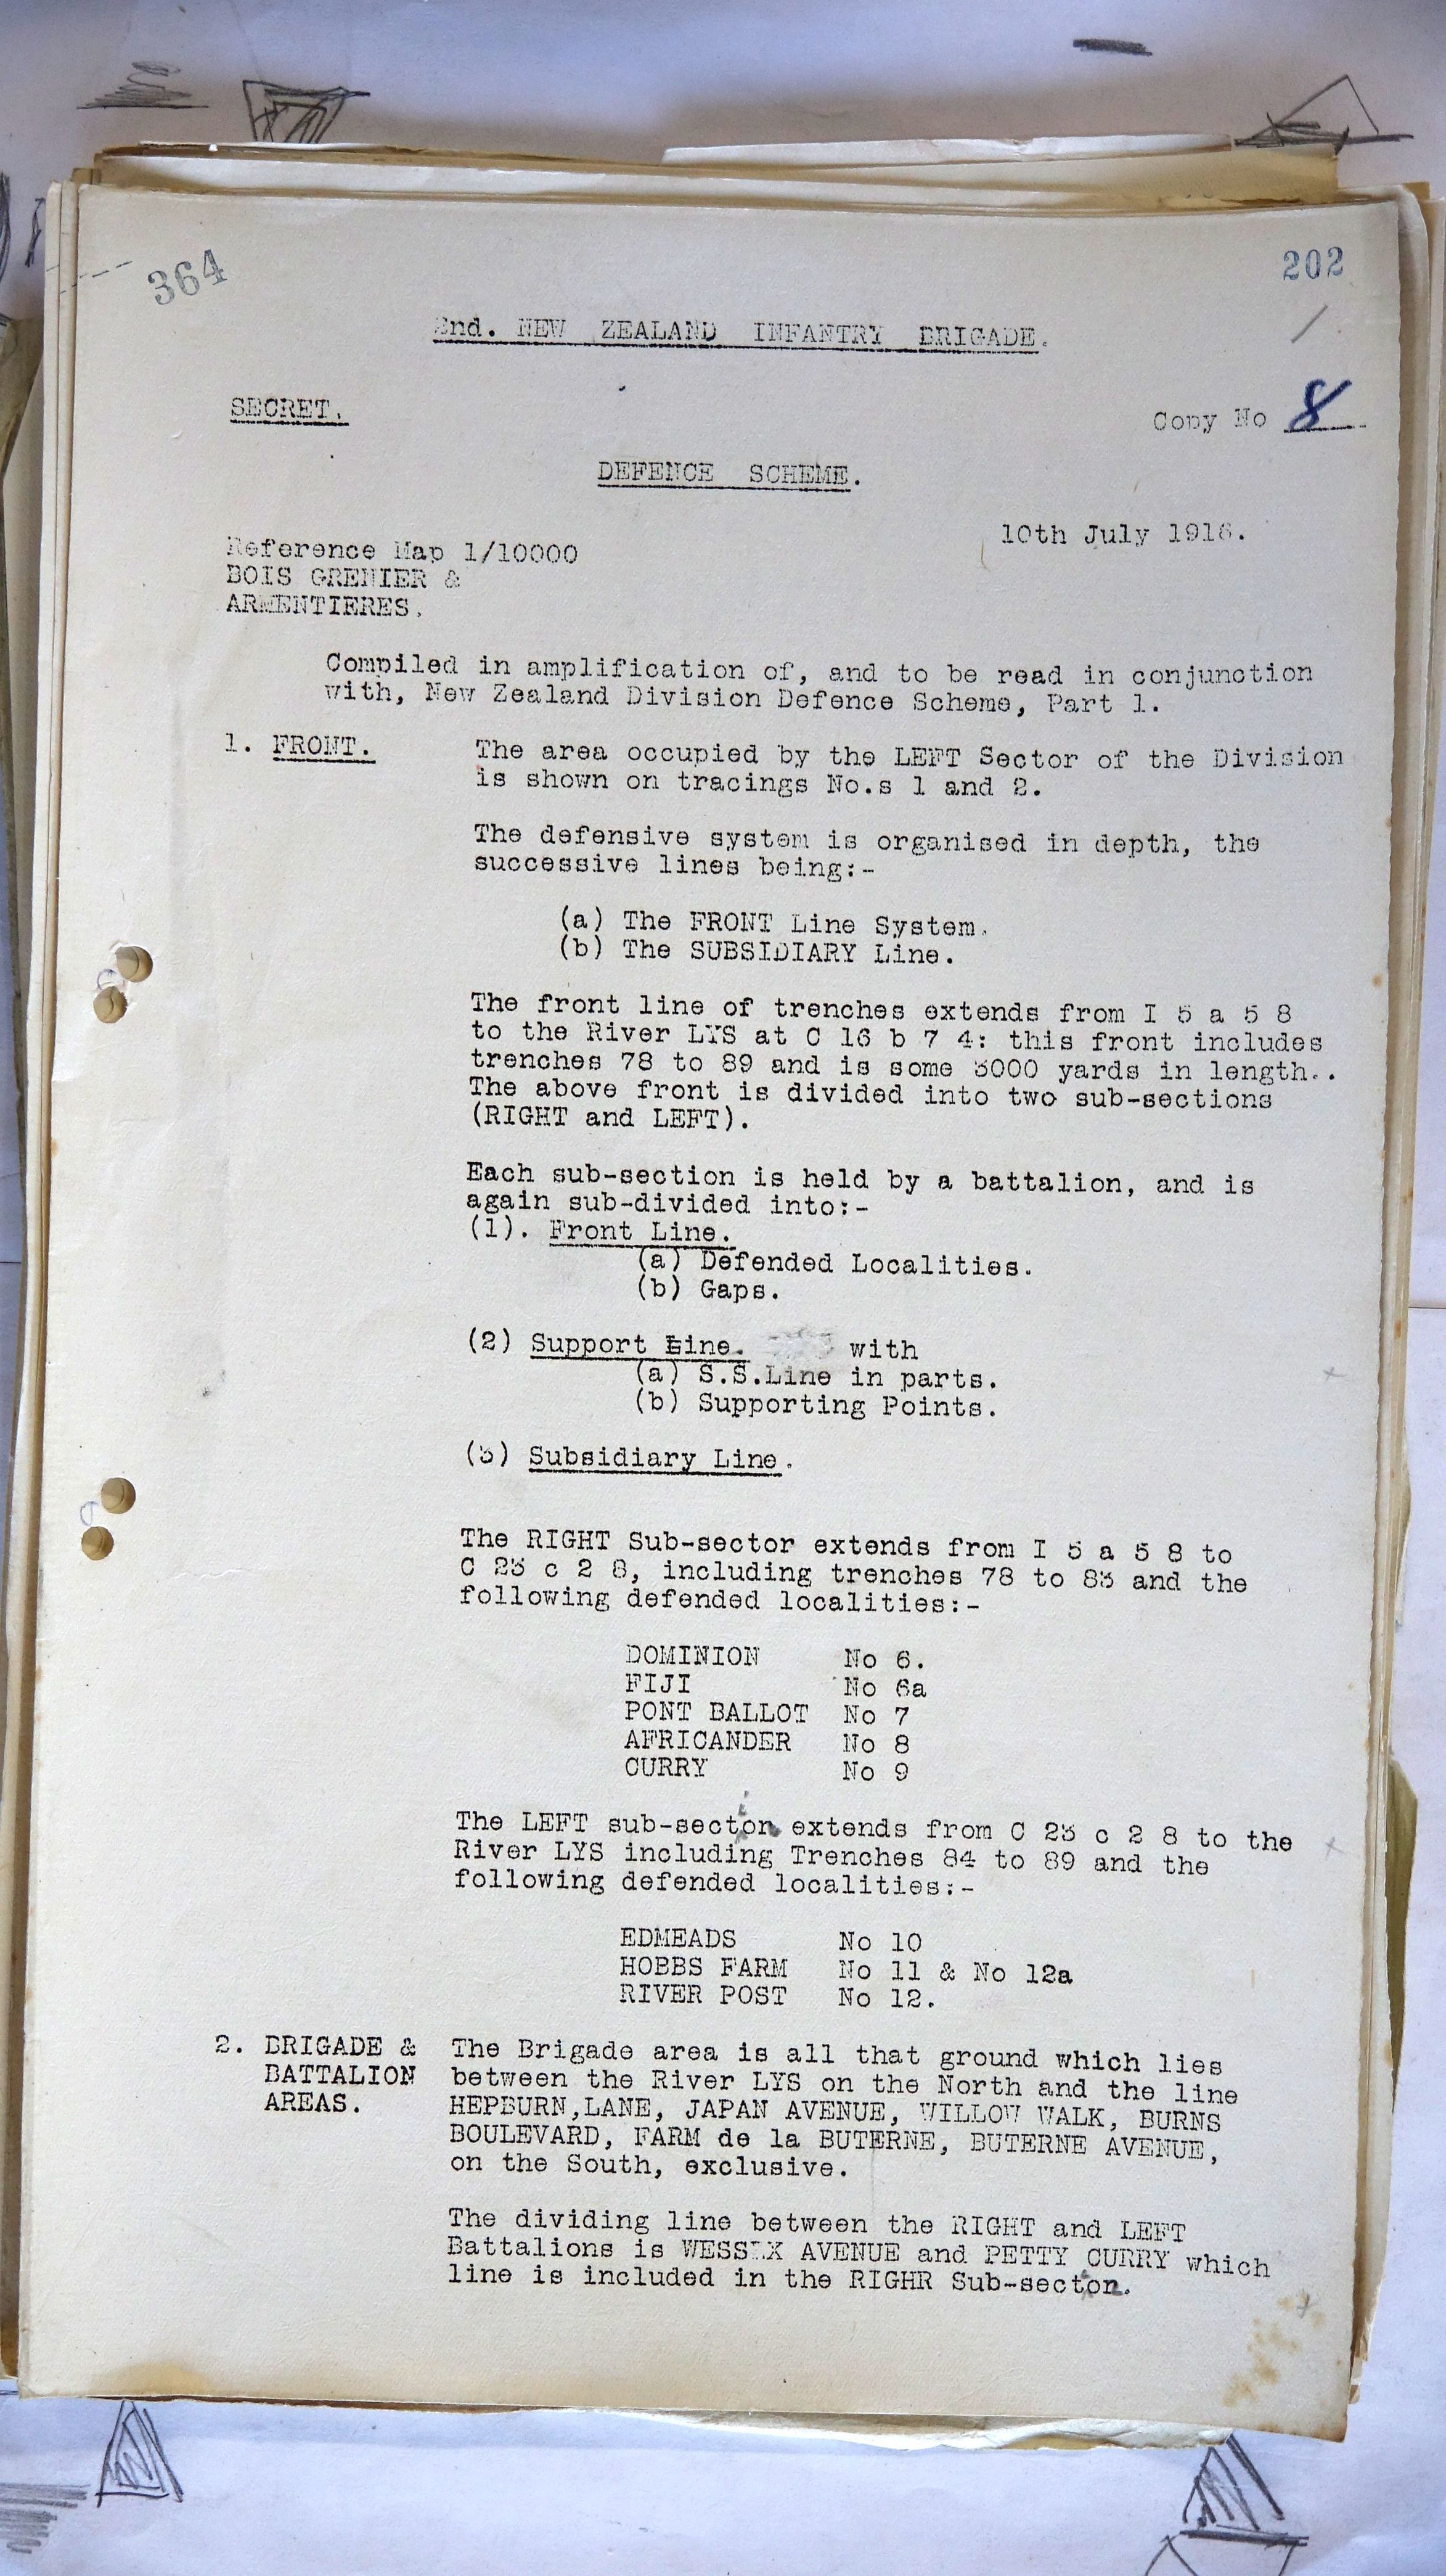 364
202
2nd. NEW ZEALAND INFANTRY BRIGADE.
SECRET.
Copy No 8
DEFENCE SCHEME.
10th July 1916.
Reference Map 1/10000
BOIS GRENIER &
ARMENTIERES.
Compiled in amplification of, and to be read in conjunction
with, New Zealand Division Defence Scheme, Part 1.
1. FRONT. The area occupied by the LEFT Sector of the Division
is shown on tracings No.s 1 and 2.
The defensive system is organised in depth, the
successive lines being:-
(a) The FRONT Line System.
(b) The SUBSIDIARY Line.
The front line of trenches extends from I 5 a 5 8
to the River LYS at C 16 b 7 4: this front includes
trenches 78 to 89 and is some 3000 yards in length..
The above front is divided into two sub-sections
(RIGHT and LEFT).
Each sub-section is held by a battalion, and is
again sub-divided into:-
(1). Front Line.
(a) Defended Localities.
(b) Gaps.
(2) Support Line. with
(a) S.S.Line in parts.
(b) Supporting Points.
(3) Subsidiary Line.
The RIGHT Sub-sector extends from I 5 a 5 8 to
C 23 c 2 8, including trenches 78 to 83 and the
following defended localities:-
DOMINION No 6.
FIJI No 6a
PONT BALLOT No 7
AFRICANDER No 8
CURRY No 9
The LEFT sub-section extends from C 23 c 2 8 to the
River LYS including Trenches 84 to 89 and the
following defended localities:-
EDMEADS No 10
HOBBS FARM No 11 & No 12a
RIVER POST No 12.
2. BRIGADE & The Brigade area is all that ground which lies
BATTALION between the River LYS on the North and the line
AREAS. HEPBURN,LANE, JAPAN AVENUE, WILLOW WALK, BURNS
BOULEVARD, FARM de la BUTERNE, BUTERNE AVENUE,
on the South, exclusive.
The dividing line between the RIGHT and LEFT
Battalions is WESSEX AVENUE and PETTY CURRY which
line is included in the RIGHR Sub-section.